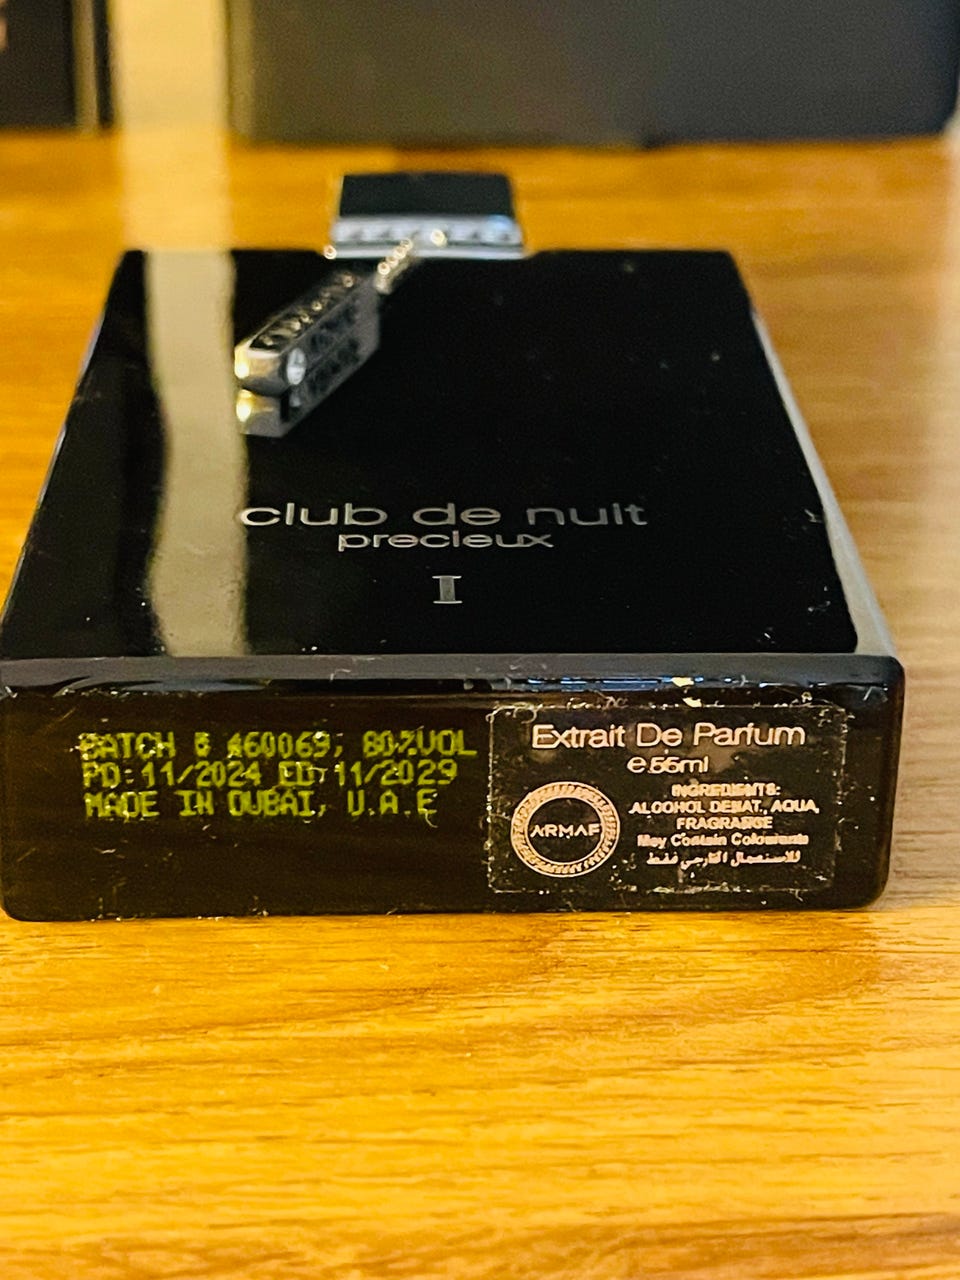 club de nuit
precieux
I
BATCH # A60069, 80%VOL
PD:11/2024 ED:11/2029
MADE IN DUBAI, U.A.E
Extrait De Parfum
e 55ml
ARMAF
INGREDIENTS:
ALCOHOL DENAT., AQUA,
FRAGRANCE
May Contain Colourants
للاستعمال الخارجي فقط